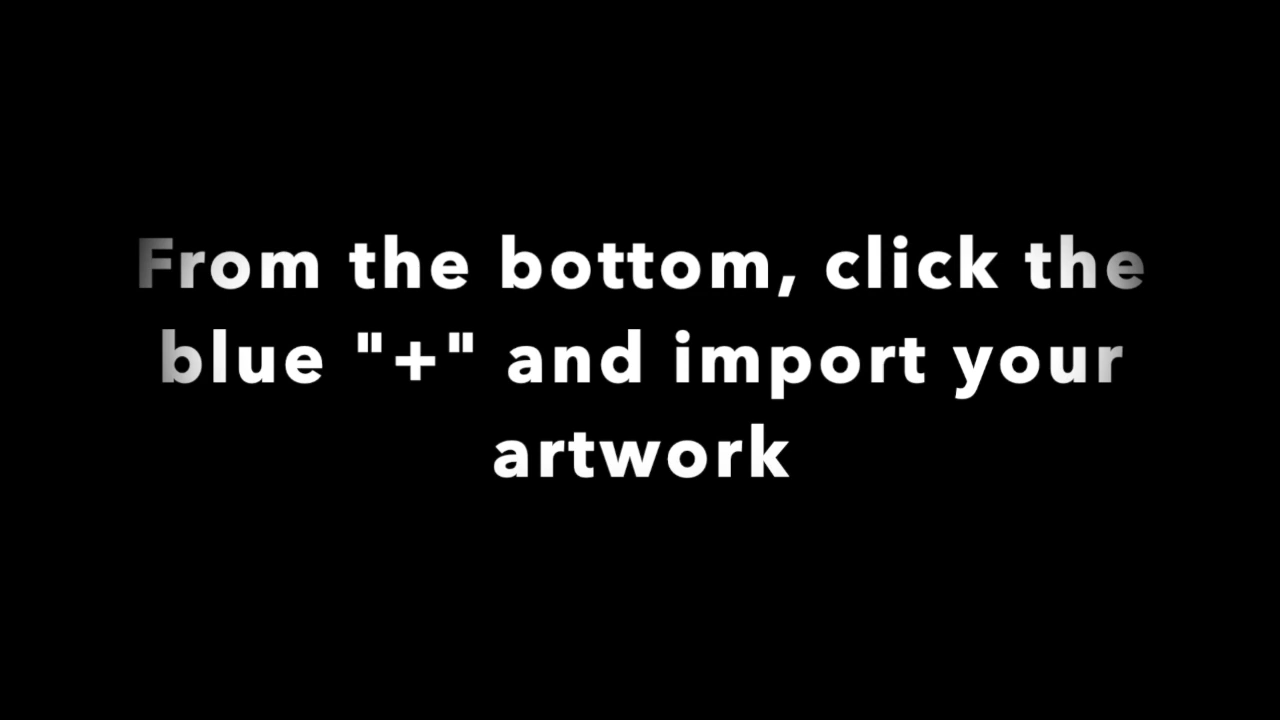 From the bottom, click the
blue "+" and import your
artwork